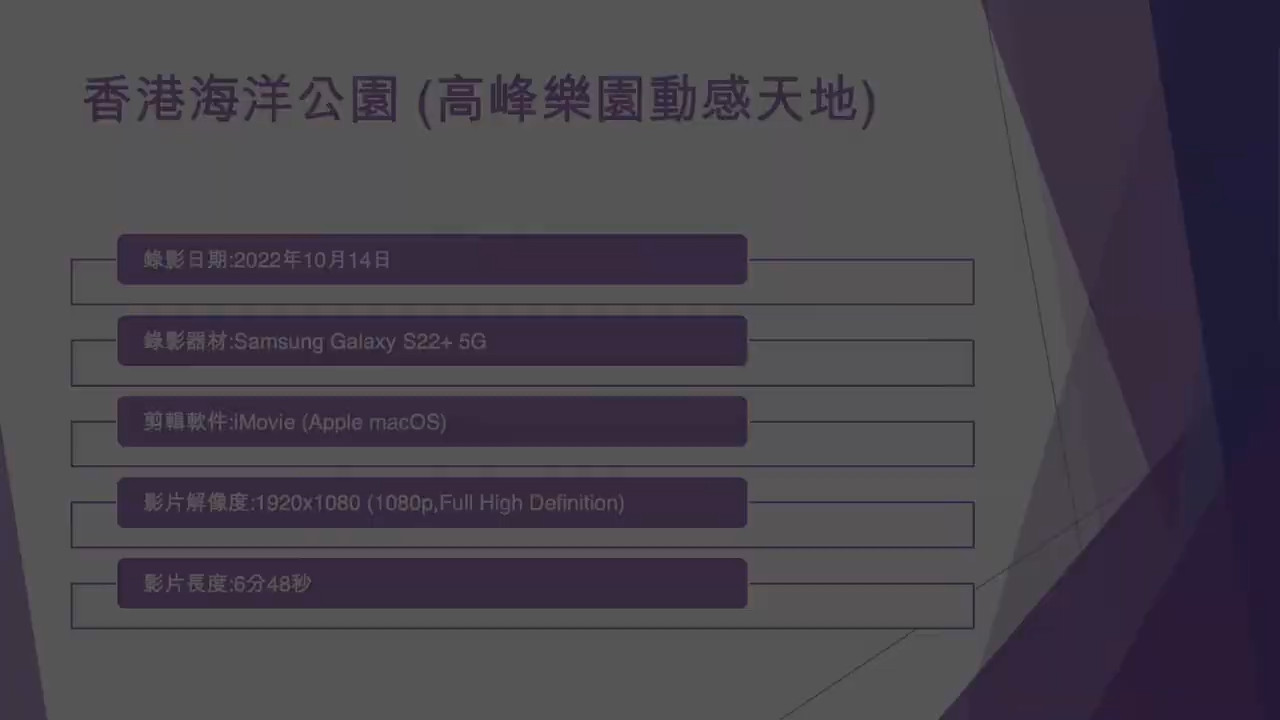 香港海洋公園 (高峰樂園動感天地)
錄影日期:2022年10月14日
錄影器材:Samsung Galaxy S22+ 5G
剪輯軟件:iMovie (Apple macOS)
影片解像度:1920x1080 (1080p,Full High Definition)
影片長度:6分48秒